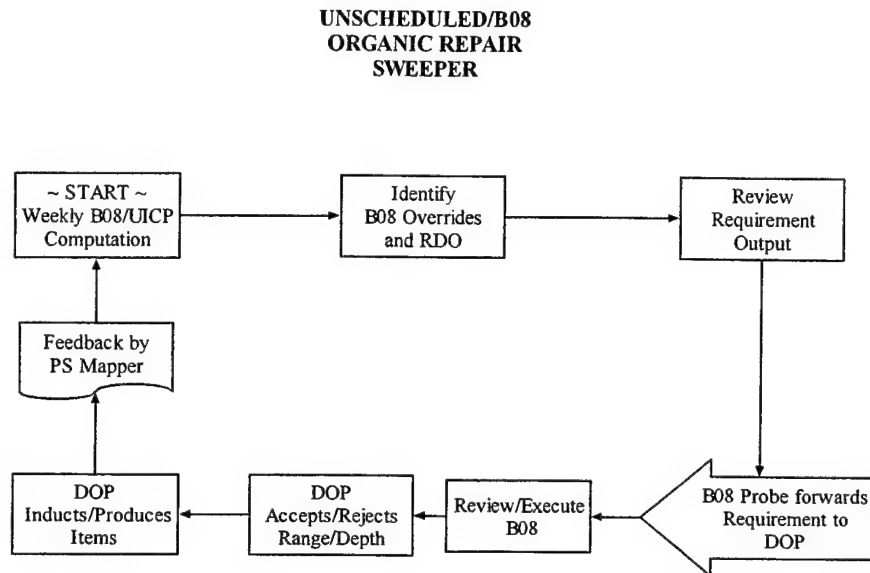 UNSCHEDULED/B08
ORGANIC REPAIR
SWEEPER
~ START ~
Weekly B08/UICP
Computation
Identify
B08 Overrides
and RDO
Review
Requirement
Output
Feedback by
PS Mapper
DOP
Inducts/Produces
Items
DOP
Accepts/Rejects
Range/Depth
Review/Execute
B08
B08 Probe forwards
Requirement to
DOP